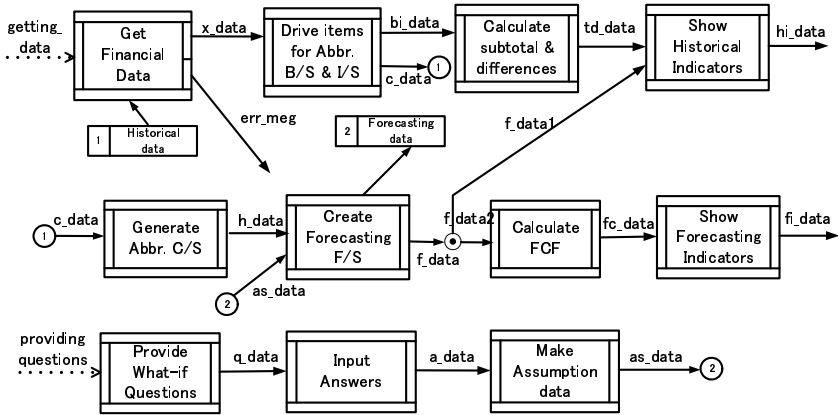 getting_
data
Get
Financial
Data
x_data
Drive items
for Abbr.
B/S & I/S
bi_data
c_data
1
Calculate
subtotal &
differences
td_data
Show
Historical
Indicators
hi_data
1
Historical
data
err_meg
2
Forecasting
data
f_data1
c_data
1
Generate
Abbr. C/S
h_data
Create
Forecasting
F/S
f_data2
f_data
Calculate
FCF
fc_data
Show
Forecasting
Indicators
fi_data
2
as_data
providing
questions
Provide
What-if
Questions
q_data
Input
Answers
a_data
Make
Assumption
data
as_data
2